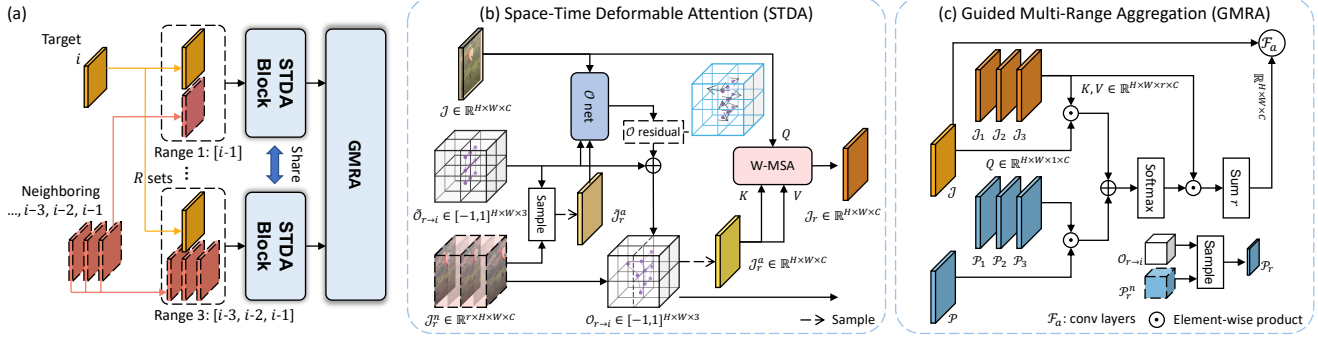 (a)
Target
i
Range 1: [i-1]
⋮
R sets
Neighboring
..., i−3, i−2, i−1
Range 3: [i-3, i-2, i-1]
STDA
Block
Share
STDA
Block
GMRA
(b) Space-Time Deformable Attention (STDA)
𝒥 ∈ ℝ^{H×W×C}
𝒪 net
𝒪 residual
Q
W-MSA
K
V
𝒥_r ∈ ℝ^{H×W×C}
Õ_{r→i} ∈ [−1,1]^{H×W×3}
Sample
𝒥̃_r^a
𝒥_r^a ∈ ℝ^{H×W×C}
𝒥_r^n ∈ ℝ^{r×H×W×C}
𝒪_{r→i} ∈ [−1,1]^{H×W×3}
Sample
(c) Guided Multi-Range Aggregation (GMRA)
ℱ_a
ℝ^{H×W×C}
K, V ∈ ℝ^{H×W×r×C}
𝒥_1 𝒥_2 𝒥_3
Q ∈ ℝ^{H×W×1×C}
𝒥
Softmax
Sum r
𝒫_1 𝒫_2 𝒫_3
𝒪_{r→i}
Sample
𝒫_r
𝒫_r^n
𝒫
ℱ_a: conv layers
Element-wise product